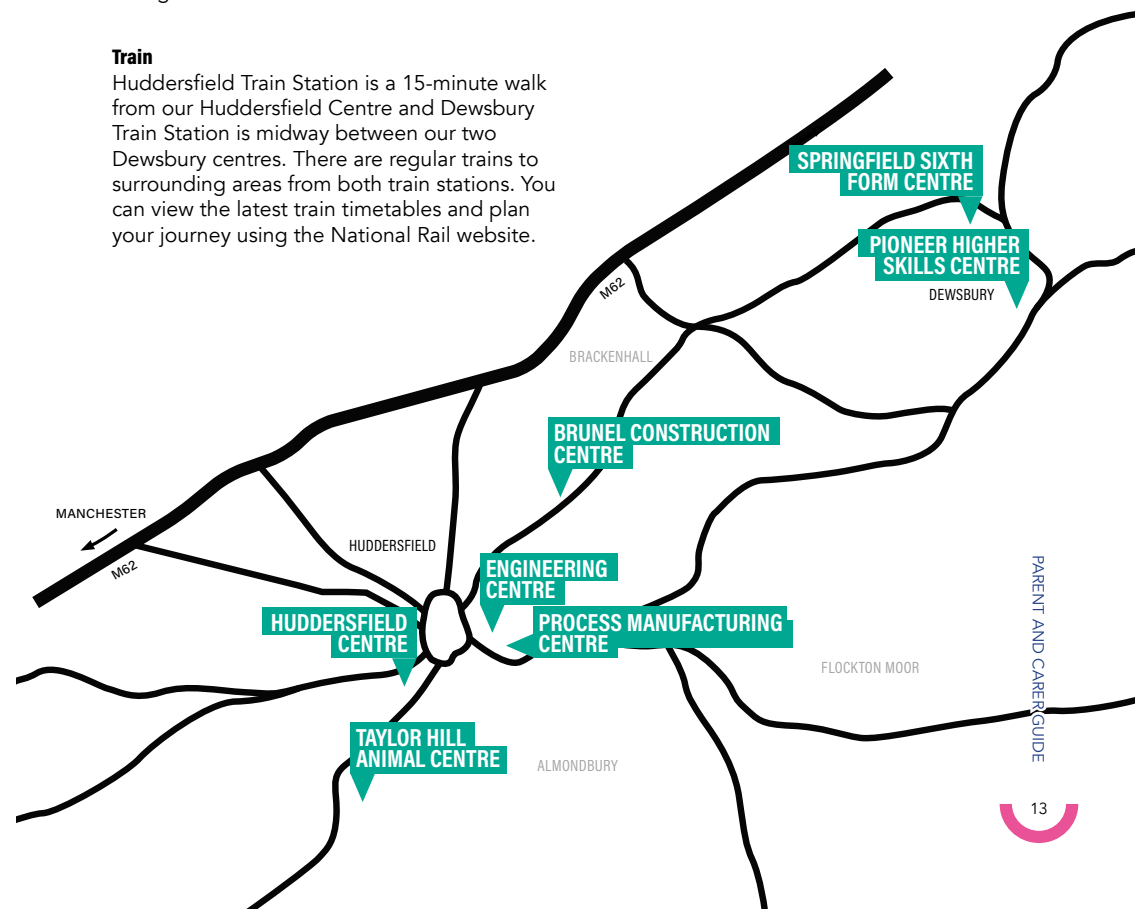 Train
Huddersfield Train Station is a 15-minute walk
from our Huddersfield Centre and Dewsbury
Train Station is midway between our two
Dewsbury centres. There are regular trains to
surrounding areas from both train stations. You
can view the latest train timetables and plan
your journey using the National Rail website.
SPRINGFIELD SIXTH
FORM CENTRE
PIONEER HIGHER
SKILLS CENTRE
DEWSBURY
M62
BRACKENHALL
BRUNEL CONSTRUCTION
CENTRE
MANCHESTER
M62
HUDDERSFIELD
ENGINEERING
CENTRE
HUDDERSFIELD
CENTRE
PROCESS MANUFACTURING
CENTRE
FLOCKTON MOOR
TAYLOR HILL
ANIMAL CENTRE
ALMONDBURY
PARENT AND CARER GUIDE
13